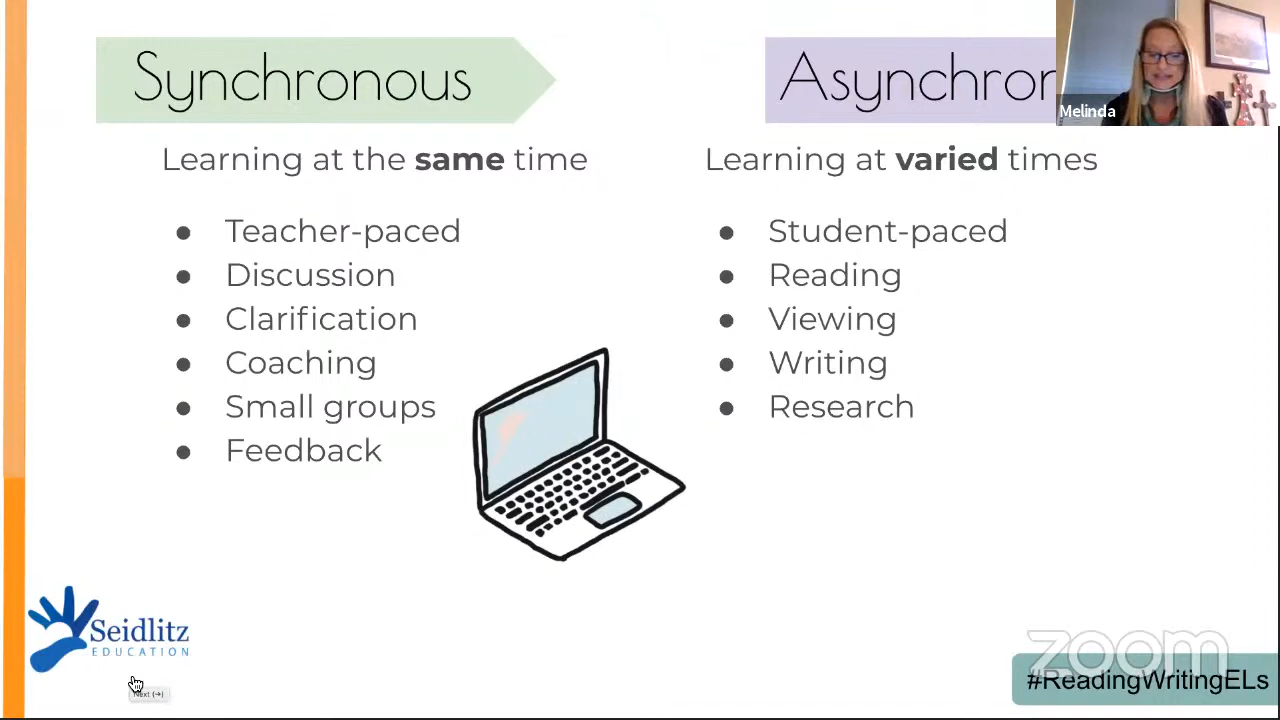 Synchronous
Asynchron
Melinda
Learning at the same time
Learning at varied times
Teacher-paced
Discussion
Clarification
Coaching
Small groups
Feedback
Student-paced
Reading
Viewing
Writing
Research
Seidlitz
EDUCATION
Next (→)
zoom
#ReadingWritingELs